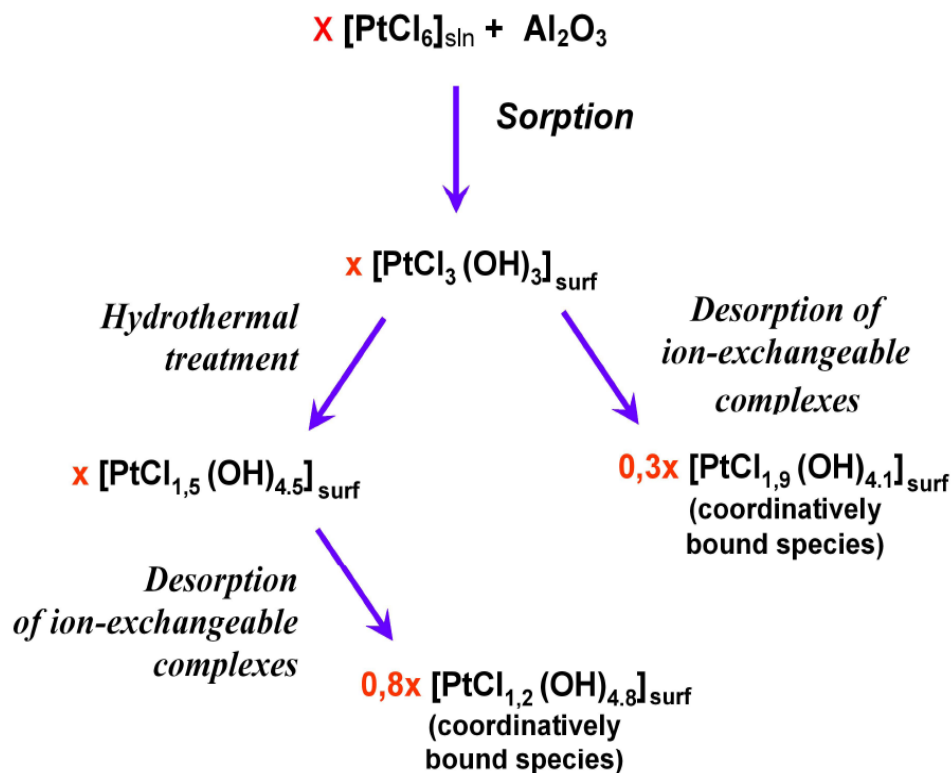 X [PtCl6]sln + Al2O3
Sorption
x [PtCl3 (OH)3]surf
Hydrothermal
treatment
Desorption of
ion-exchangeable
complexes
x [PtCl1,5 (OH)4.5]surf
0,3x [PtCl1,9 (OH)4.1]surf
(coordinatively
bound species)
Desorption
of ion-exchangeable
complexes
0,8x [PtCl1,2 (OH)4.8]surf
(coordinatively
bound species)